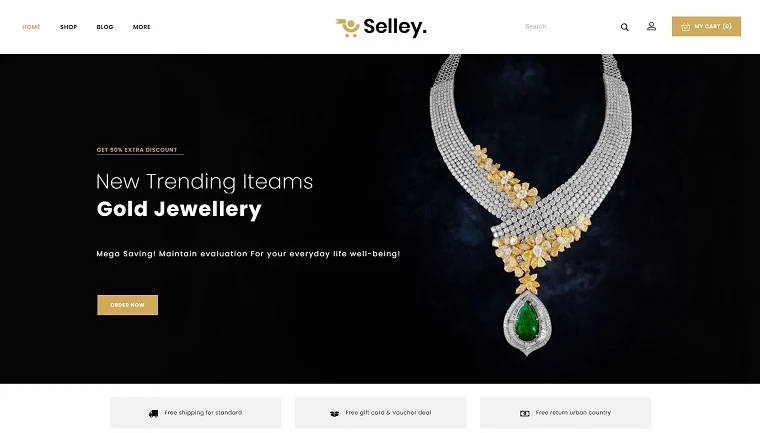 HOME SHOP BLOG MORE Selley. Search MY CART (0)
GET 50% EXTRA DISCOUNT
New Trending Iteams
Gold Jewellery
Mega Saving! Maintain evaluation For your everyday life well-being!
ORDER NOW
Free shipping for standard Free gift card & Voucher deal Free return urban country